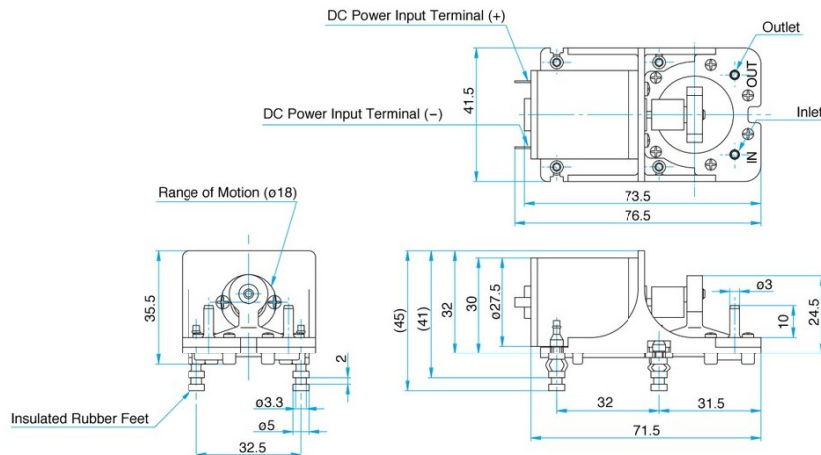 DC Power Input Terminal (+)
Outlet
OUT
41.5
DC Power Input Terminal (−)
Inlet
IN
73.5
76.5
Range of Motion (ø18)
35.5
(45)
(41)
32
30
ø27.5
ø3
10
24.5
2
Insulated Rubber Feet
ø3.3
ø5
32.5
32
31.5
71.5